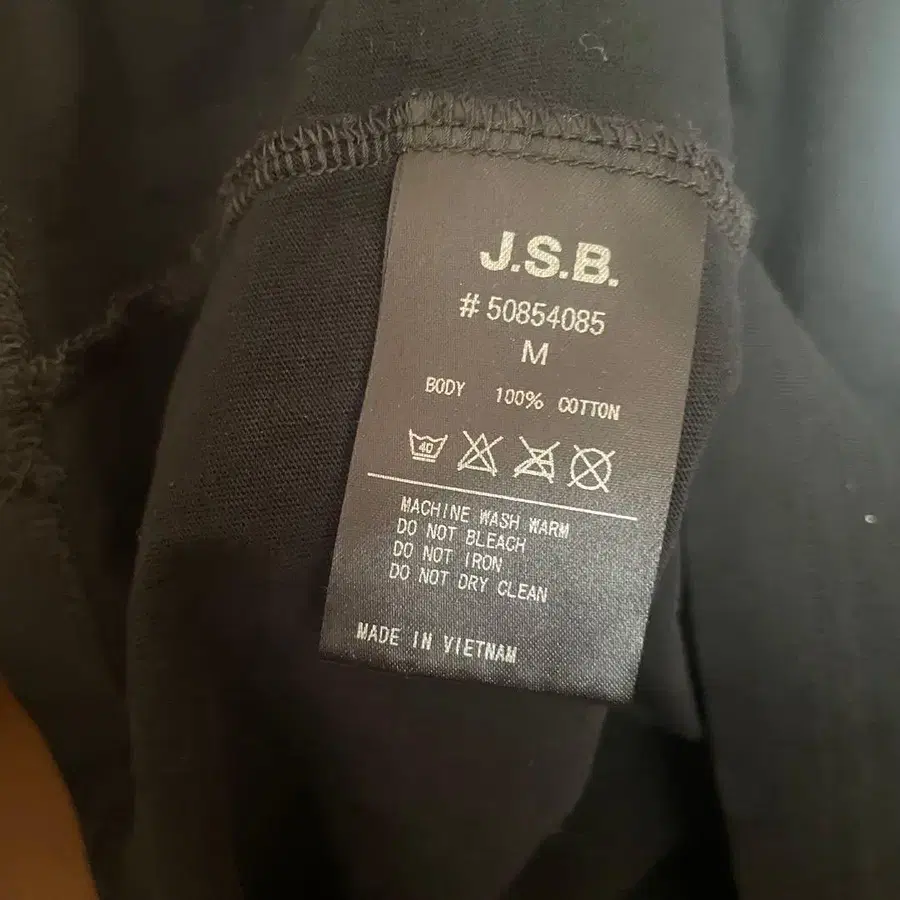 J.S.B.
# 50854085
M
BODY 100% COTTON
40
MACHINE WASH WARM
DO NOT BLEACH
DO NOT IRON
DO NOT DRY CLEAN
MADE IN VIETNAM